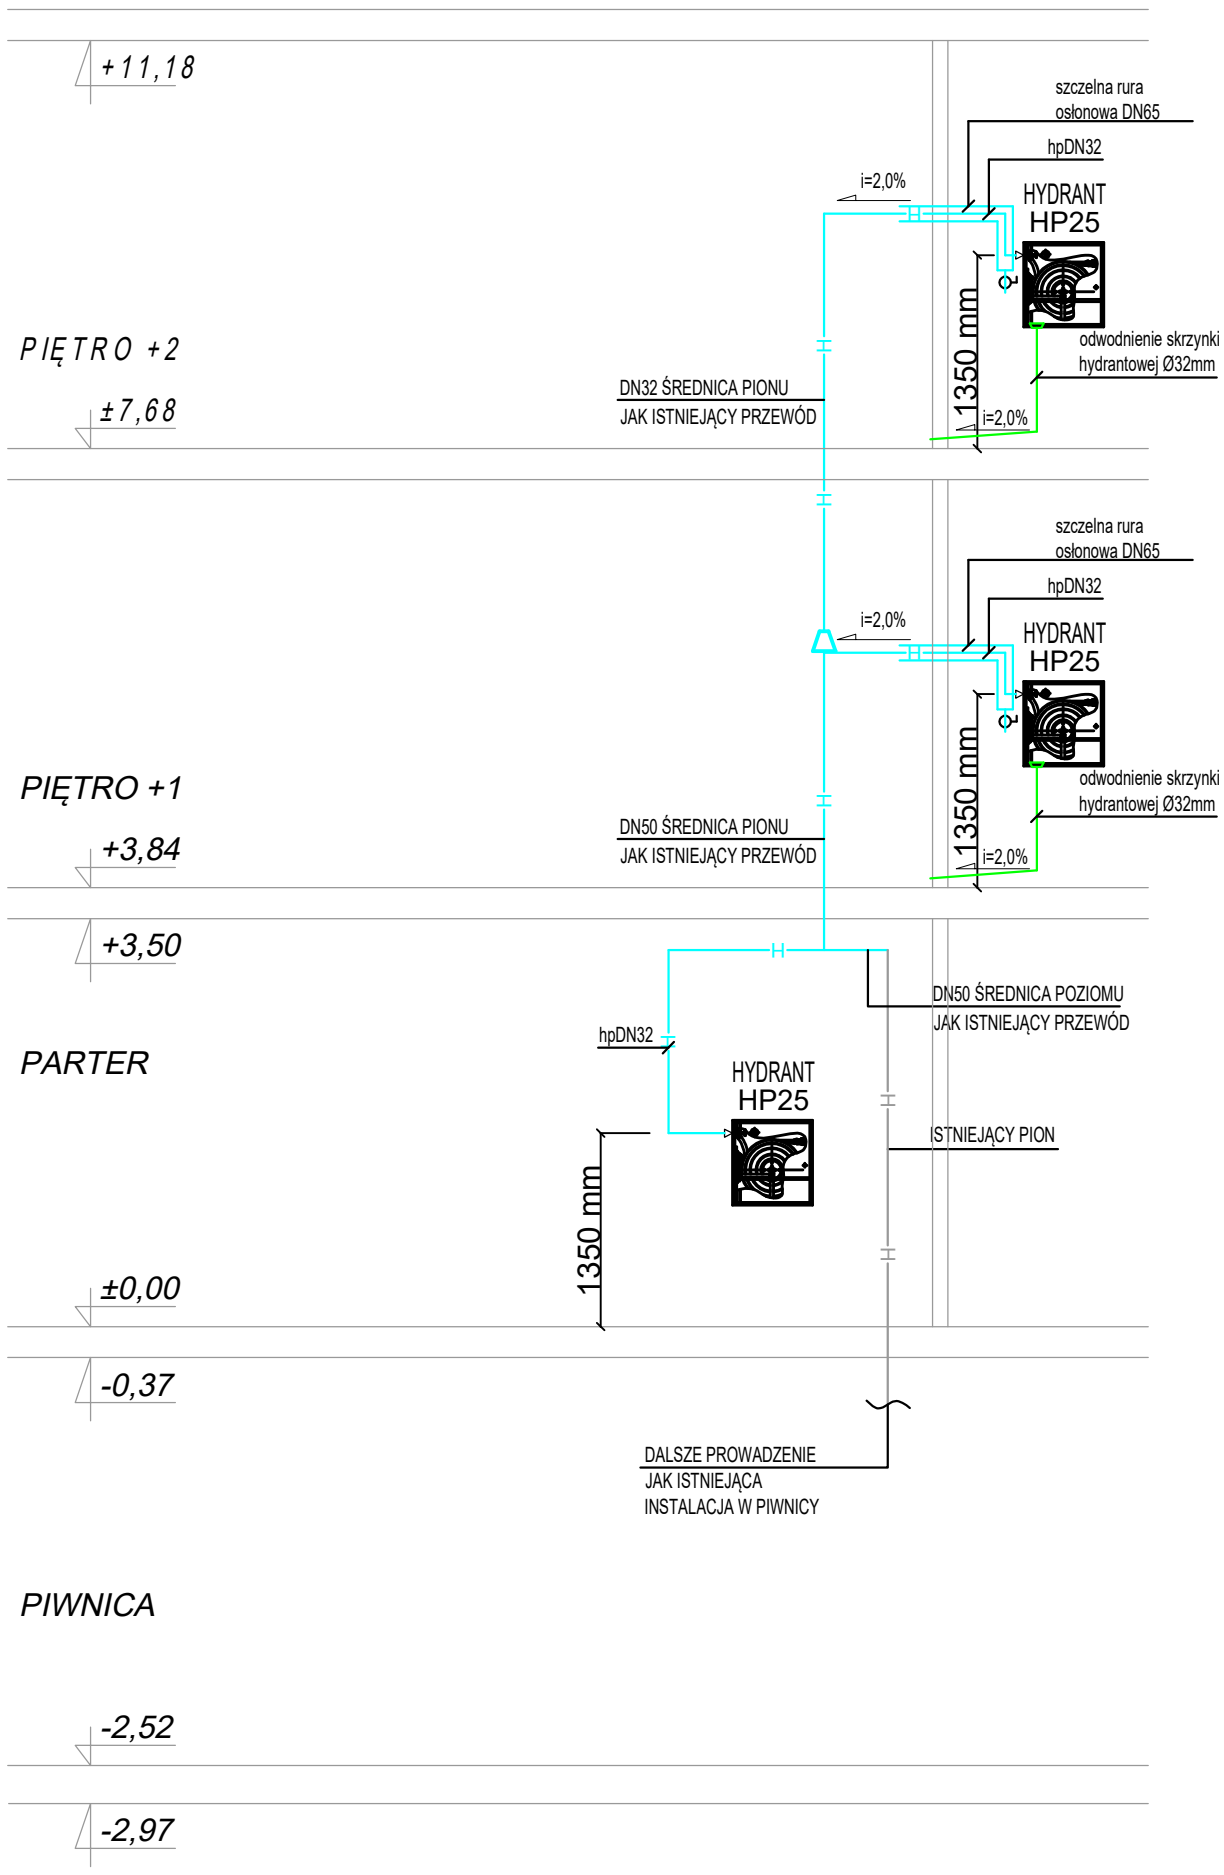 +11,18
szczelna rura
osłonowa DN65
hpDN32
i=2,0%
HYDRANT
HP25
1350 mm
PIĘTRO +2
odwodnienie skrzynki
hydrantowej Ø32mm
DN32 ŚREDNICA PIONU
JAK ISTNIEJĄCY PRZEWÓD
±7,68
i=2,0%
szczelna rura
osłonowa DN65
hpDN32
i=2,0%
HYDRANT
HP25
1350 mm
PIĘTRO +1
odwodnienie skrzynki
hydrantowej Ø32mm
DN50 ŚREDNICA PIONU
JAK ISTNIEJĄCY PRZEWÓD
+3,84
i=2,0%
+3,50
DN50 ŚREDNICA POZIOMU
JAK ISTNIEJĄCY PRZEWÓD
hpDN32
PARTER
HYDRANT
HP25
ISTNIEJĄCY PION
1350 mm
±0,00
-0,37
DALSZE PROWADZENIE
JAK ISTNIEJĄCA
INSTALACJA W PIWNICY
PIWNICA
-2,52
-2,97